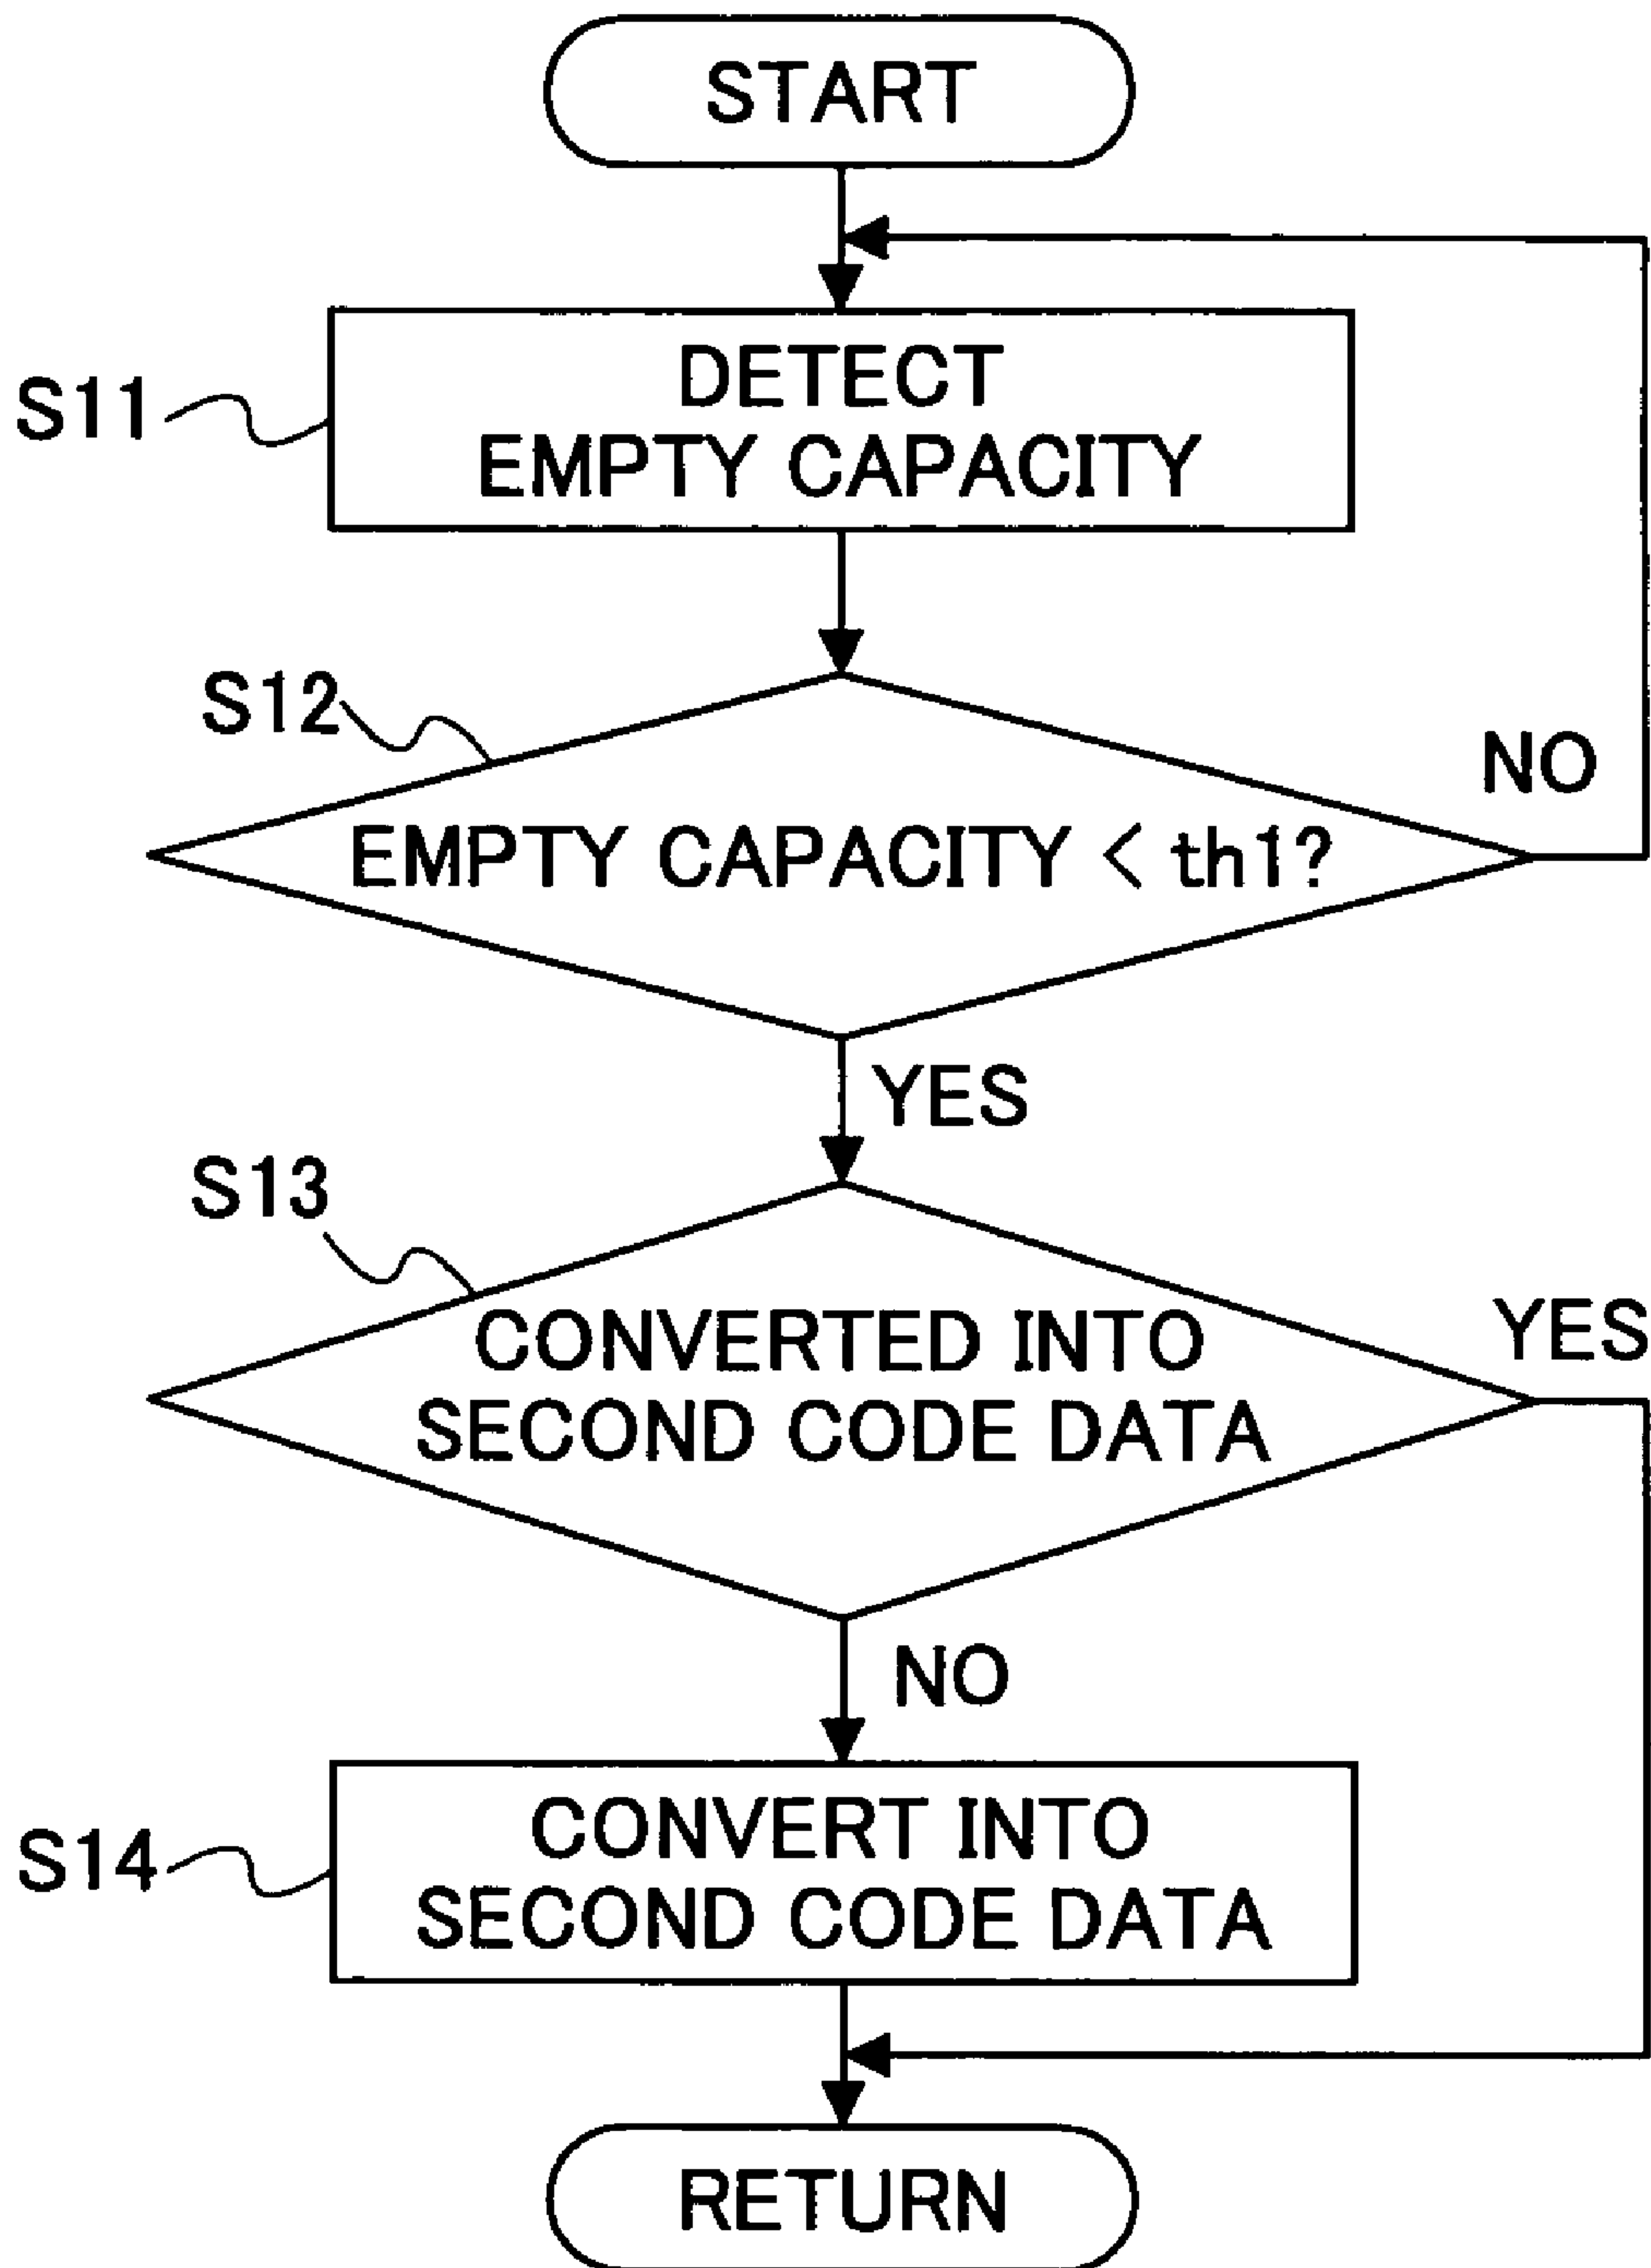 START
S11
DETECT
EMPTY CAPACITY
S12
NO
EMPTY CAPACITY < th1?
YES
S13
CONVERTED INTO
YES
SECOND CODE DATA
NO
CONVERT INTO
S14
SECOND CODE DATA
RETURN